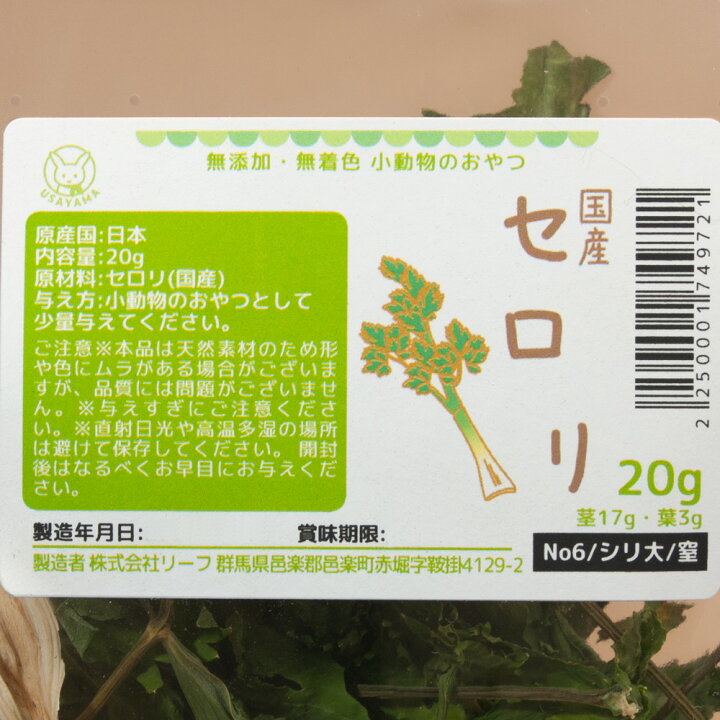 無添加・無着色 小動物のおやつ
USAYAMA
国産
セロリ
原産国:日本
内容量:20g
原材料:セロリ(国産)
与え方:小動物のおやつとして
少量与えてください。
ご注意※本品は天然素材のため形
や色にムラがある場合がございま
すが、品質には問題がございませ
ん。※与えすぎにご注意くださ
い。※直射日光や高温多湿の場所
は避けて保存してください。 開封
後はなるべくお早目にお与えくだ
さい。
20g
茎17g・葉3g
製造年月日:
賞味期限:
No6/シリ大/窒
製造者 株式会社リーフ 群馬県邑楽郡邑楽町赤堀字鞍掛4129-2
2250001749721